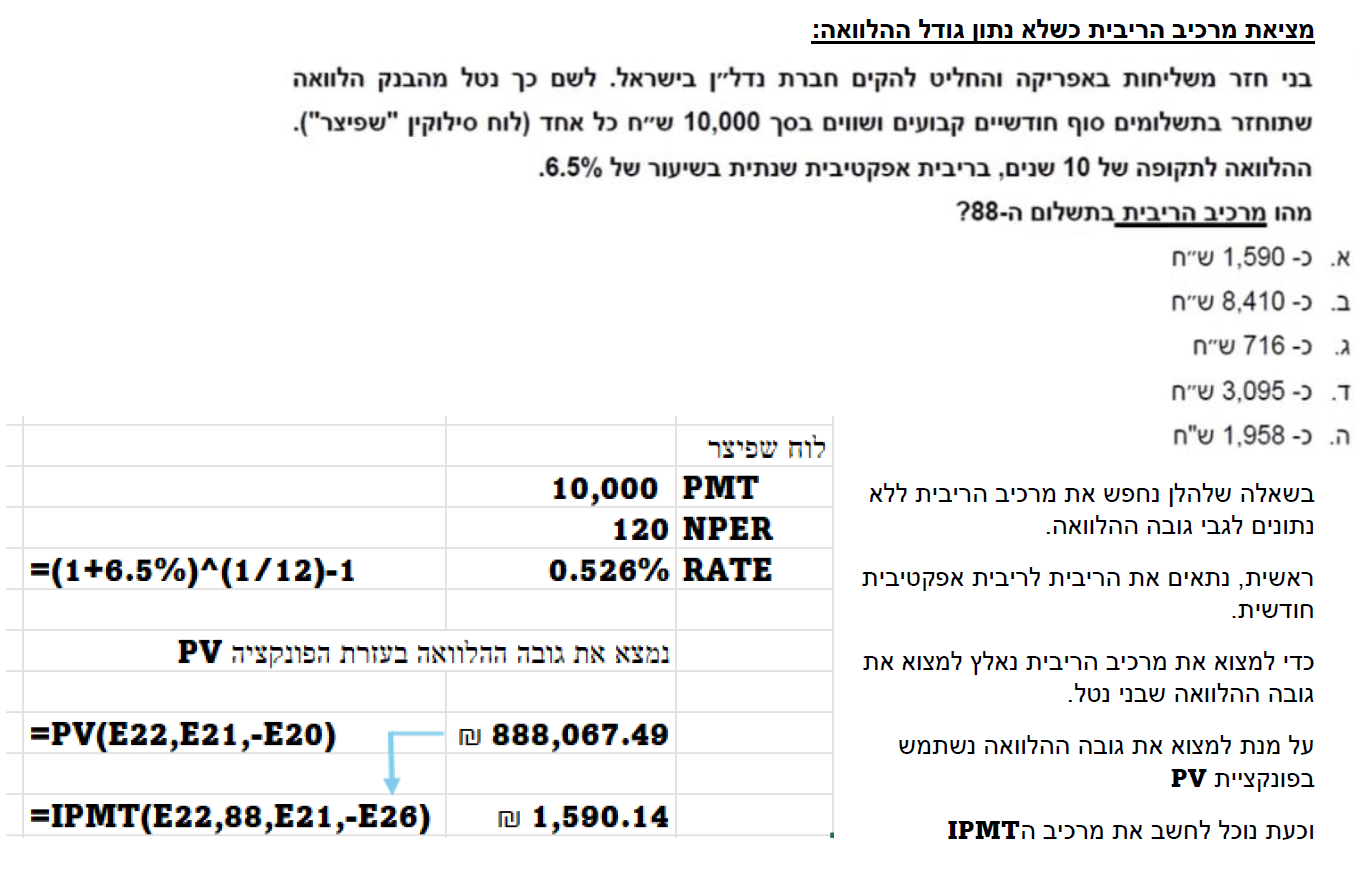 מציאת מרכיב הריבית כשלא נתון גודל ההלוואה:
בני חזר משליחות באפריקה והחליט להקים חברת נדל״ן בישראל. לשם כך נטל מהבנק הלוואה
שתוחזר בתשלומים סוף חודשיים קבועים ושווים בסך 10,000 ש״ח כל אחד (לוח סילוקין "שפיצר").
ההלוואה לתקופה של 10 שנים, בריבית אפקטיבית שנתית בשיעור של 6.5%.
מהו מרכיב הריבית בתשלום ה-88?
א. כ- 1,590 ש״ח
ב. כ- 8,410 ש״ח
ג. כ- 716 ש״ח
ד. כ- 3,095 ש״ח
ה. כ- 1,958 ש"ח
בשאלה שלהלן נחפש את מרכיב הריבית ללא
נתונים לגבי גובה ההלוואה.
ראשית, נתאים את הריבית לריבית אפקטיבית
חודשית.
כדי למצוא את מרכיב הריבית נאלץ למצוא את
גובה ההלוואה שבני נטל.
על מנת למצוא את גובה ההלוואה נשתמש
בפונקציית PV
וכעת נוכל לחשב את מרכיב הIPMT
לוח שפיצר
PMT 10,000
NPER 120
RATE 0.526% =(1+6.5%)^(1/12)-1
נמצא את גובה ההלוואה בעזרת הפונקציה PV
888,067.49 ₪ =PV(E22,E21,-E20)
1,590.14 ₪ =IPMT(E22,88,E21,-E26)